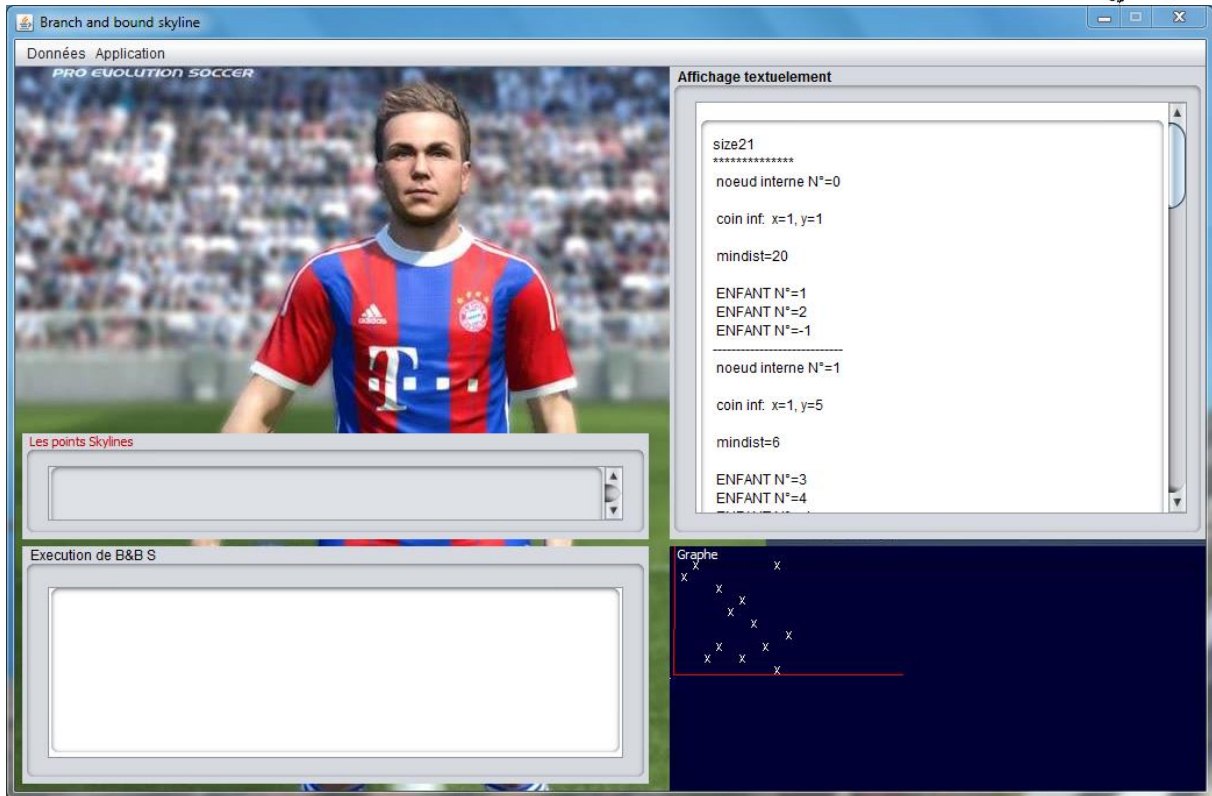 Branch and bound skyline
Données Application
PRO EVOLUTION SOCCER
adidas
T
Les points Skylines
Execution de B&B S
Affichage textuelement
size21
**************
noeud interne N°=0
coin inf: x=1, y=1
mindist=20
ENFANT N°=1
ENFANT N°=2
ENFANT N°=-1
----------------------------
noeud interne N°=1
coin inf: x=1, y=5
mindist=6
ENFANT N°=3
ENFANT N°=4
Graphe
x x
x
x
x
x
x
x
x x
x x
x